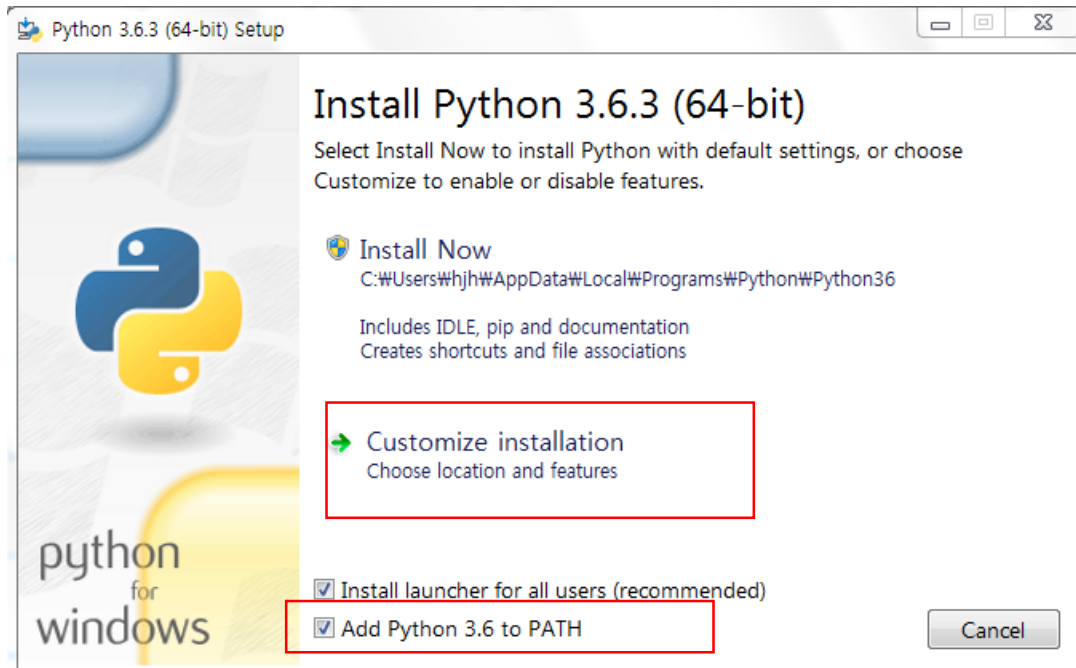 Python 3.6.3 (64-bit) Setup
Install Python 3.6.3 (64-bit)
Select Install Now to install Python with default settings, or choose
Customize to enable or disable features.
Install Now
C:₩Users₩hjh₩AppData₩Local₩Programs₩Python₩Python36
Includes IDLE, pip and documentation
Creates shortcuts and file associations
Customize installation
Choose location and features
python
for
windows
Install launcher for all users (recommended)
Add Python 3.6 to PATH
Cancel